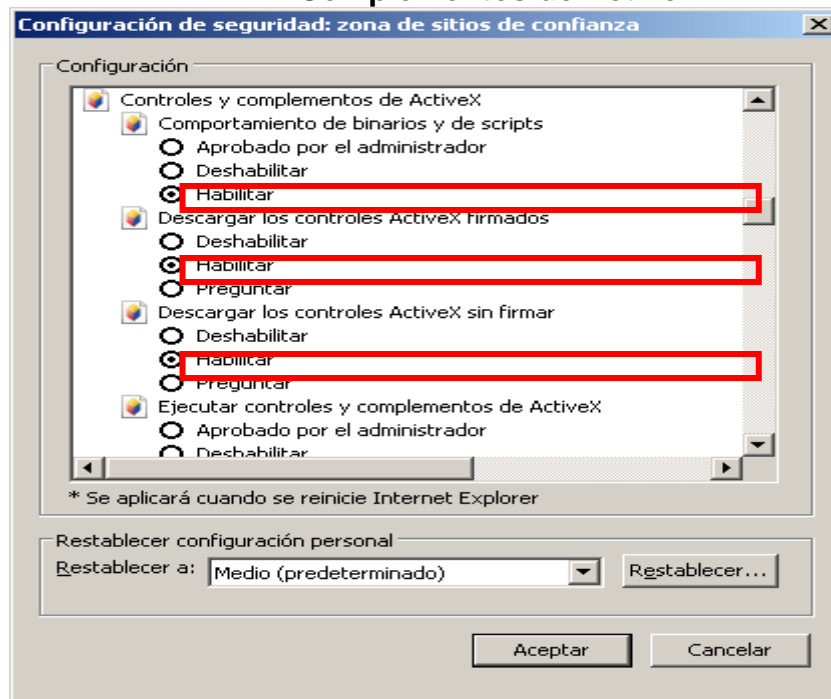 Configuración de seguridad: zona de sitios de confianza
Configuración
Controles y complementos de ActiveX
Comportamiento de binarios y de scripts
Aprobado por el administrador
Deshabilitar
Habilitar
Descargar los controles ActiveX firmados
Deshabilitar
Habilitar
Preguntar
Descargar los controles ActiveX sin firmar
Deshabilitar
Habilitar
Preguntar
Ejecutar controles y complementos de ActiveX
Aprobado por el administrador
Deshabilitar
* Se aplicará cuando se reinicie Internet Explorer
Restablecer configuración personal
Restablecer a: Medio (predeterminado) Restablecer...
Aceptar Cancelar